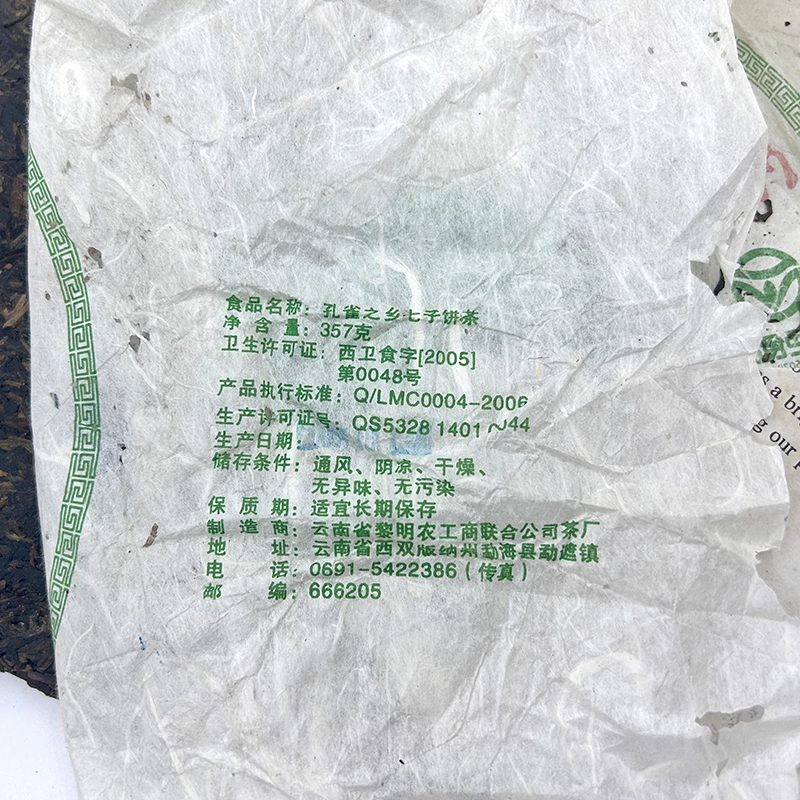 食品名称：孔雀之乡七子饼茶
净含量：357克
卫生许可证：西卫食字[2005]
第0048号
产品执行标准：Q/LMC0004-2006
生产许可证号：QS5328 1401 ～44
生产日期：
储存条件：通风、阴凉、干燥、
无异味、无污染
保质期：适宜长期保存
制造商：云南省黎明农工商联合公司茶厂
地址：云南省西双版纳州勐海县勐遮镇
电话：0691-5422386（传真）
邮编：666205
s a br
g our